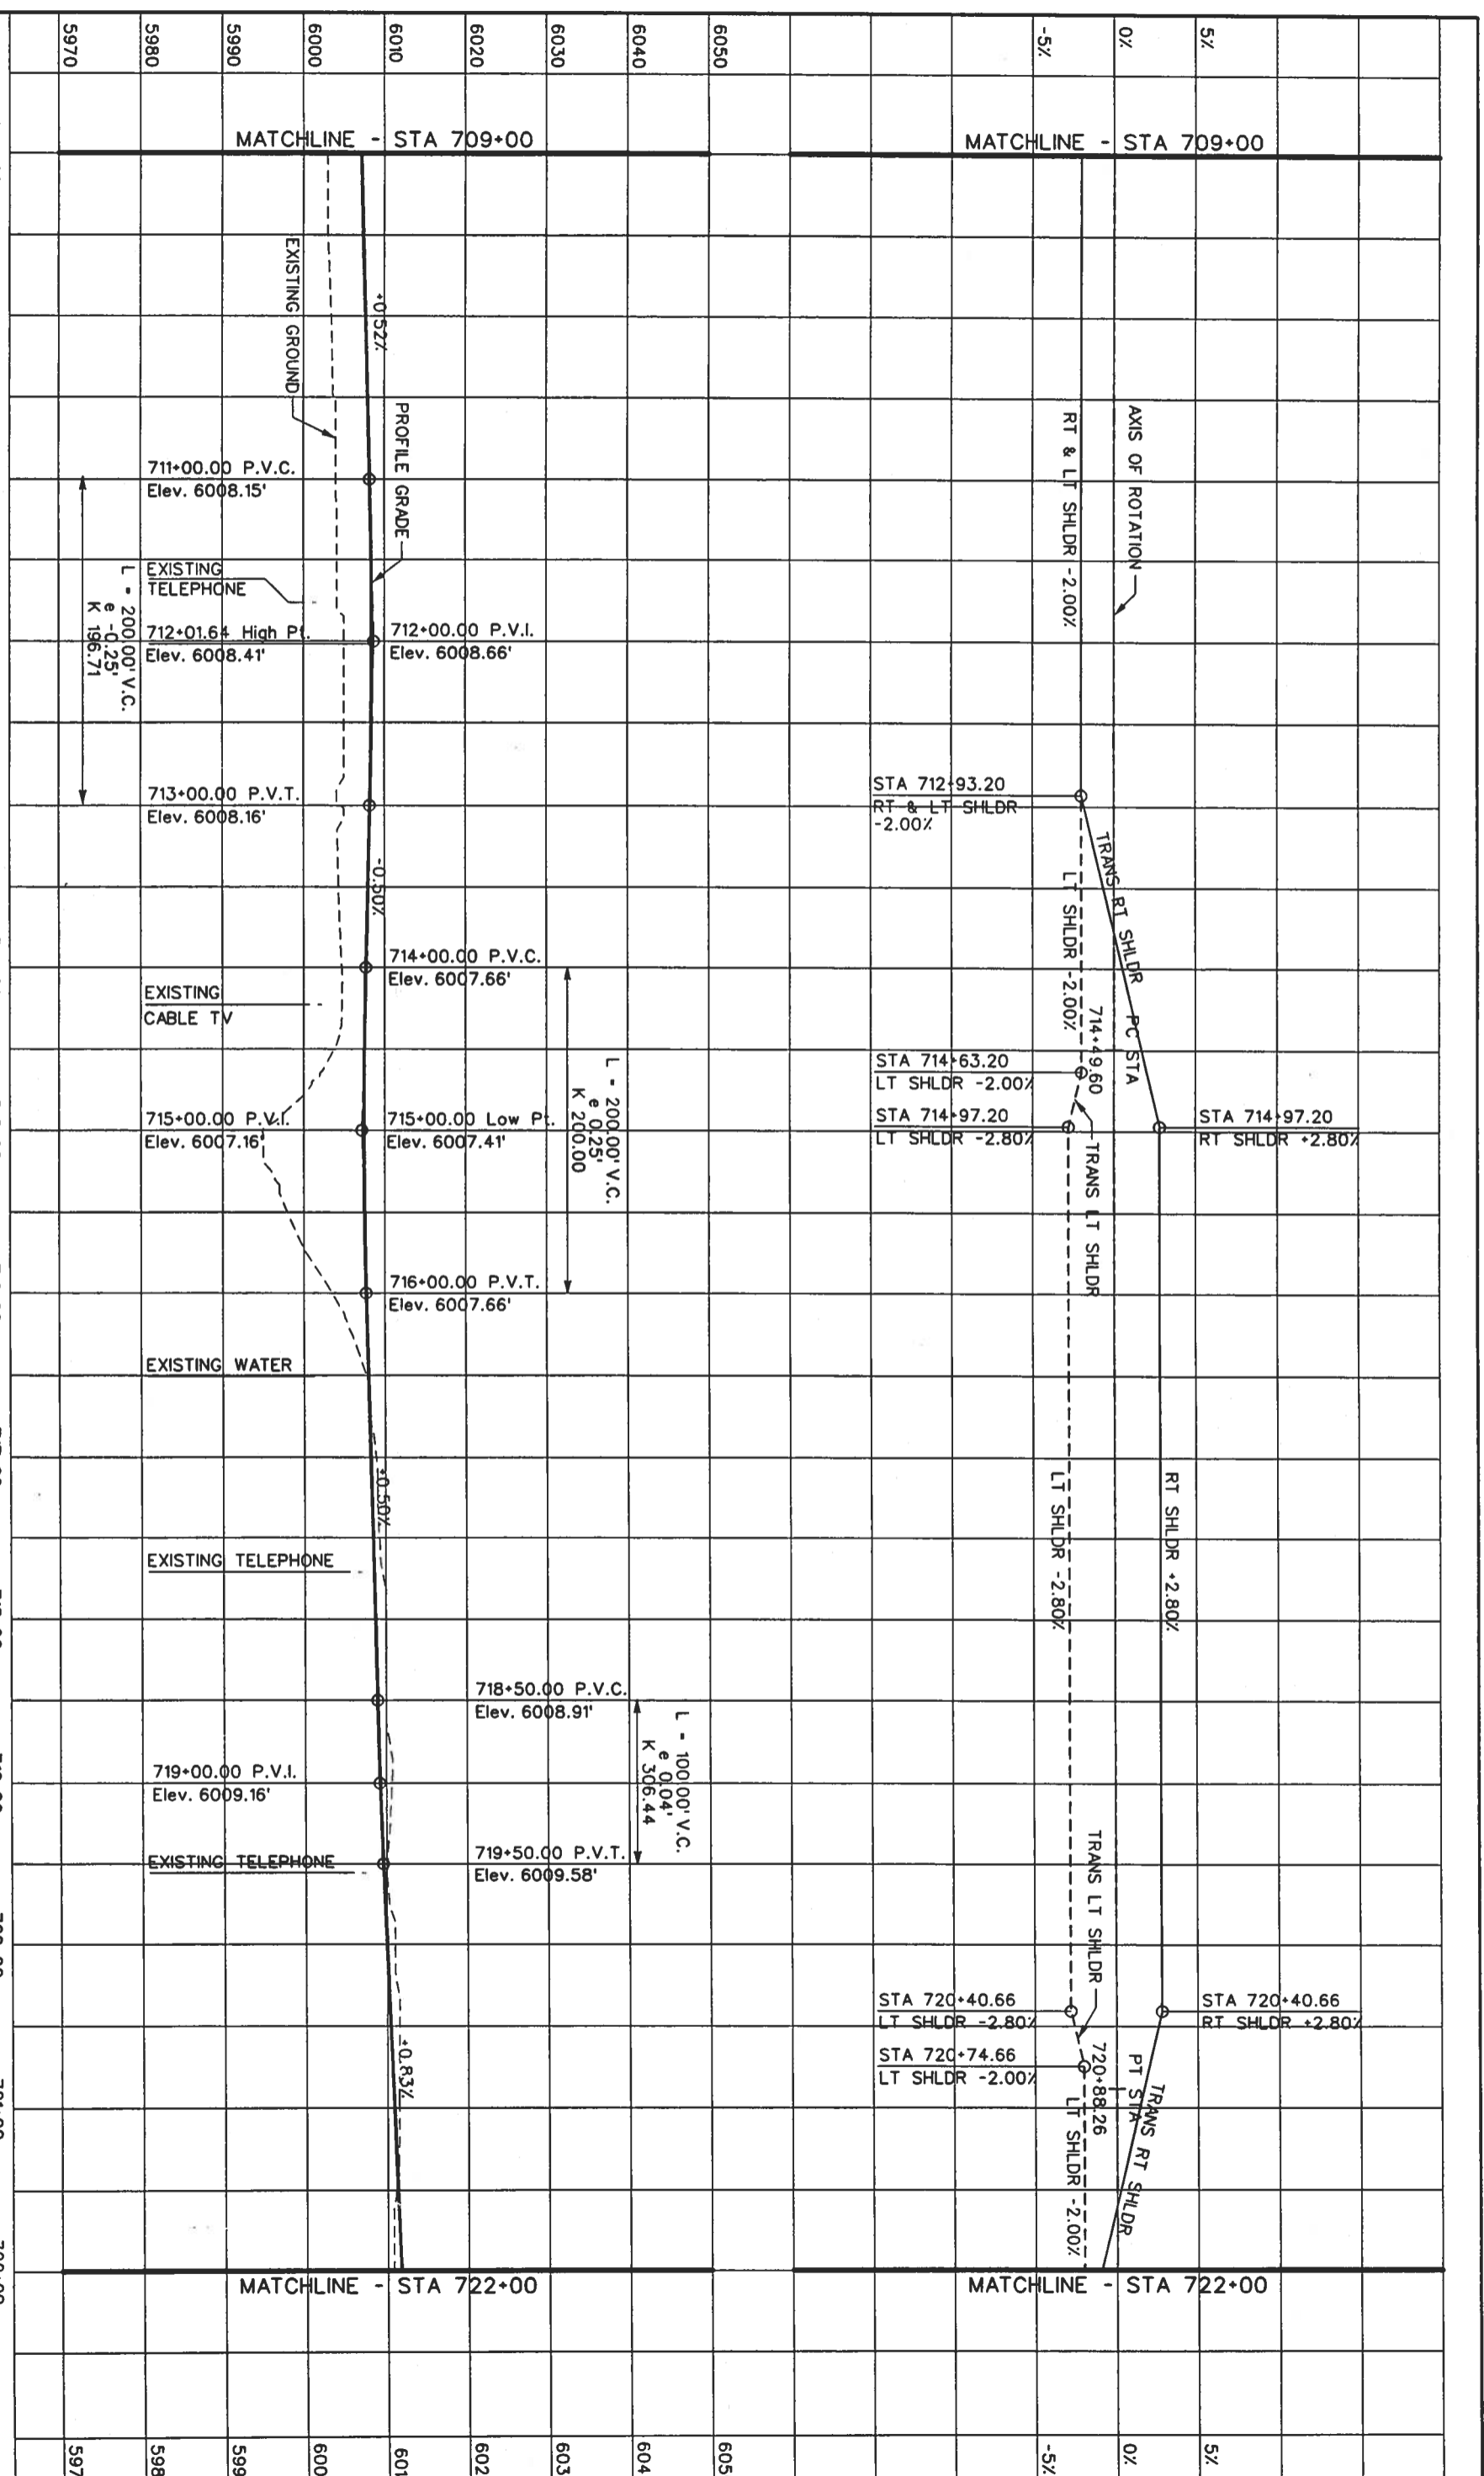 5%
0%
-5%
6050
6040
6030
6020
6010
6000
5990
5980
5970
MATCHLINE - STA 709+00
MATCHLINE - STA 709+00
AXIS OF ROTATION
RT & LT SHLDR -2.00%
+0.52%
EXISTING GROUND
PROFILE GRADE
711+00.00 P.V.C.
Elev. 6008.15'
EXISTING
TELEPHONE
712+01.64 High Pt.
Elev. 6008.41'
712+00.00 P.V.I.
Elev. 6008.66'
L = 200.00' V.C.
e -0.25'
K 196.71
713+00.00 P.V.T.
Elev. 6008.16'
STA 712+93.20
RT & LT SHLDR
-2.00%
TRANS RT SHLDR
LT SHLDR -2.00%
-0.50%
714+00.00 P.V.C.
Elev. 6007.66'
EXISTING
CABLE TV
PC STA
714+49.60
STA 714+63.20
LT SHLDR -2.00%
STA 714+97.20
LT SHLDR -2.80%
STA 714+97.20
RT SHLDR +2.80%
TRANS LT SHLDR
715+00.00 P.V.I.
Elev. 6007.16'
715+00.00 Low Pt.
Elev. 6007.41'
L = 200.00' V.C.
e 0.25'
K 200.00
716+00.00 P.V.T.
Elev. 6007.66'
EXISTING WATER
+0.50%
EXISTING TELEPHONE
RT SHLDR +2.80%
LT SHLDR -2.80%
718+50.00 P.V.C.
Elev. 6008.91'
L = 100.00' V.C.
e 0.04'
K 306.44
719+00.00 P.V.I.
Elev. 6009.16'
719+50.00 P.V.T.
Elev. 6009.58'
EXISTING TELEPHONE
TRANS LT SHLDR
STA 720+40.66
LT SHLDR -2.80%
STA 720+40.66
RT SHLDR +2.80%
STA 720+74.66
LT SHLDR -2.00%
+0.83%
PT STA
720+88.26
TRANS RT SHLDR
LT SHLDR -2.00%
MATCHLINE - STA 722+00
MATCHLINE - STA 722+00
5%
0%
-5%
605
604
603
602
601
600
599
598
597